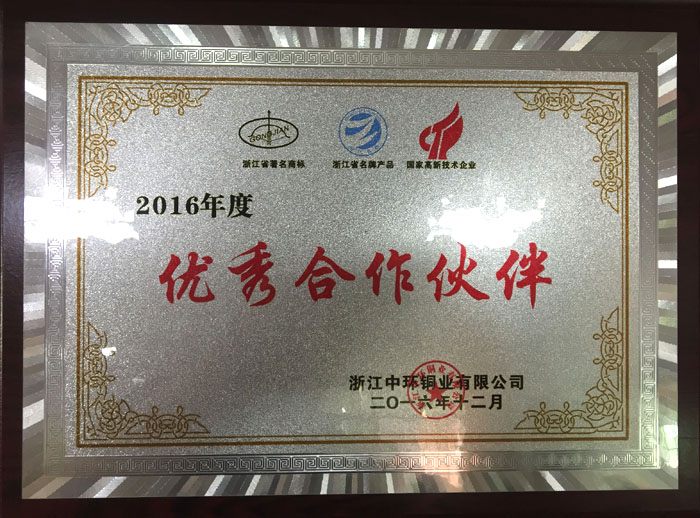 GONGJIAN
浙江省著名商标 浙江省名牌产品 国家高新技术企业
2016年度
优秀合作伙伴
浙江中环铜业有限公司
二〇一六年十二月